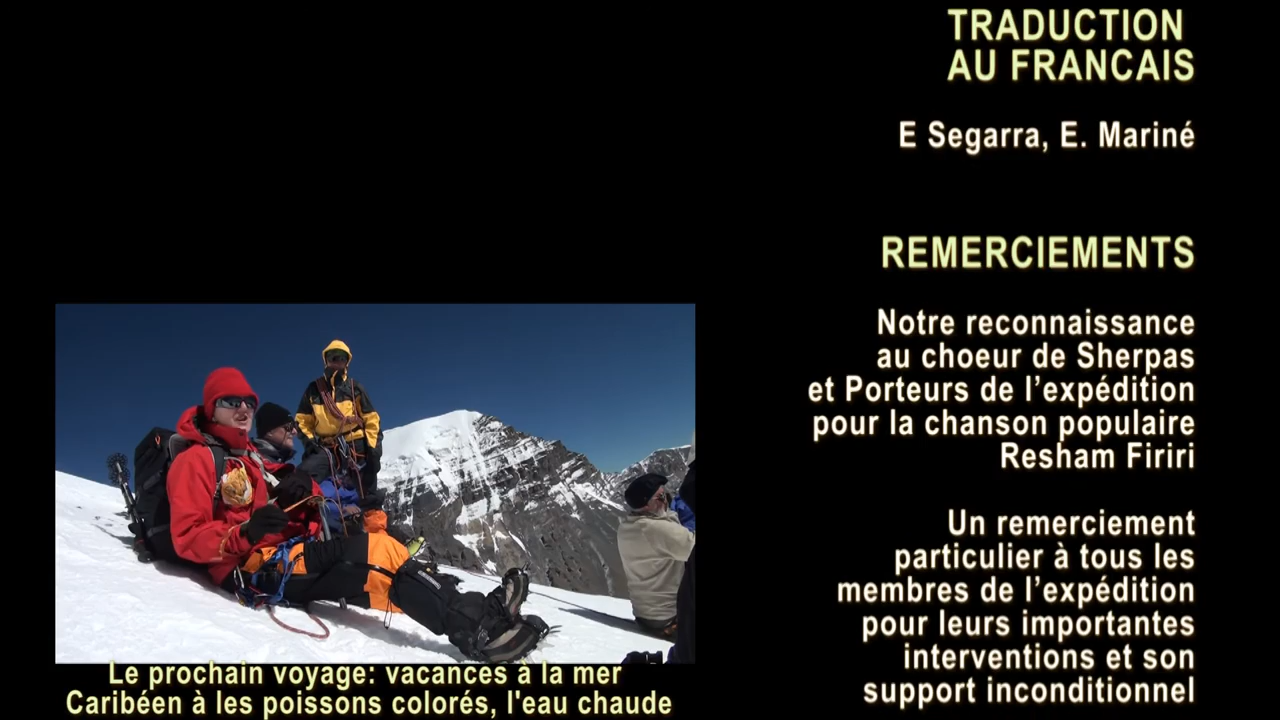 TRADUCTION
AU FRANCAIS
E Segarra, E. Mariné
REMERCIEMENTS
Notre reconnaissance
au choeur de Sherpas
et Porteurs de l’expédition
pour la chanson populaire
Resham Firiri
Un remerciement
particulier à tous les
membres de l’expédition
pour leurs importantes
interventions et son
support inconditionnel
Le prochain voyage: vacances à la mer
Caribéen à les poissons colorés, l'eau chaude